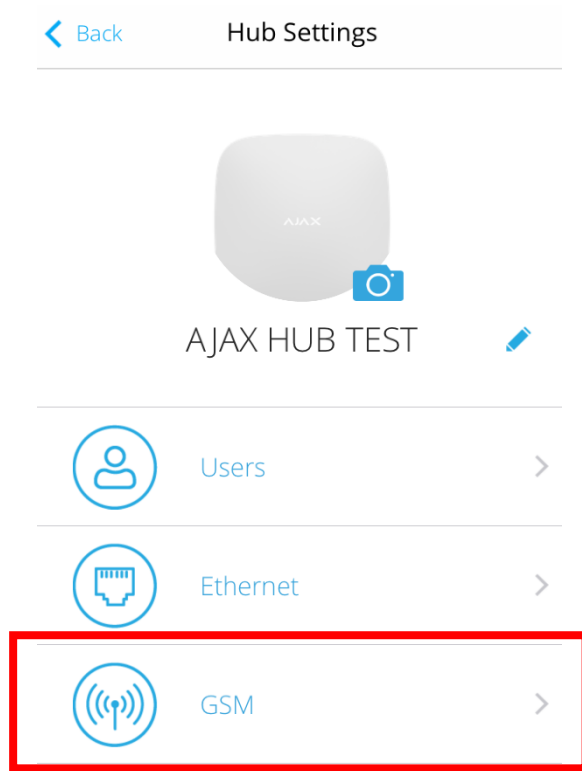 Back
Hub Settings
AJAX
AJAX HUB TEST
Users
Ethernet
GSM